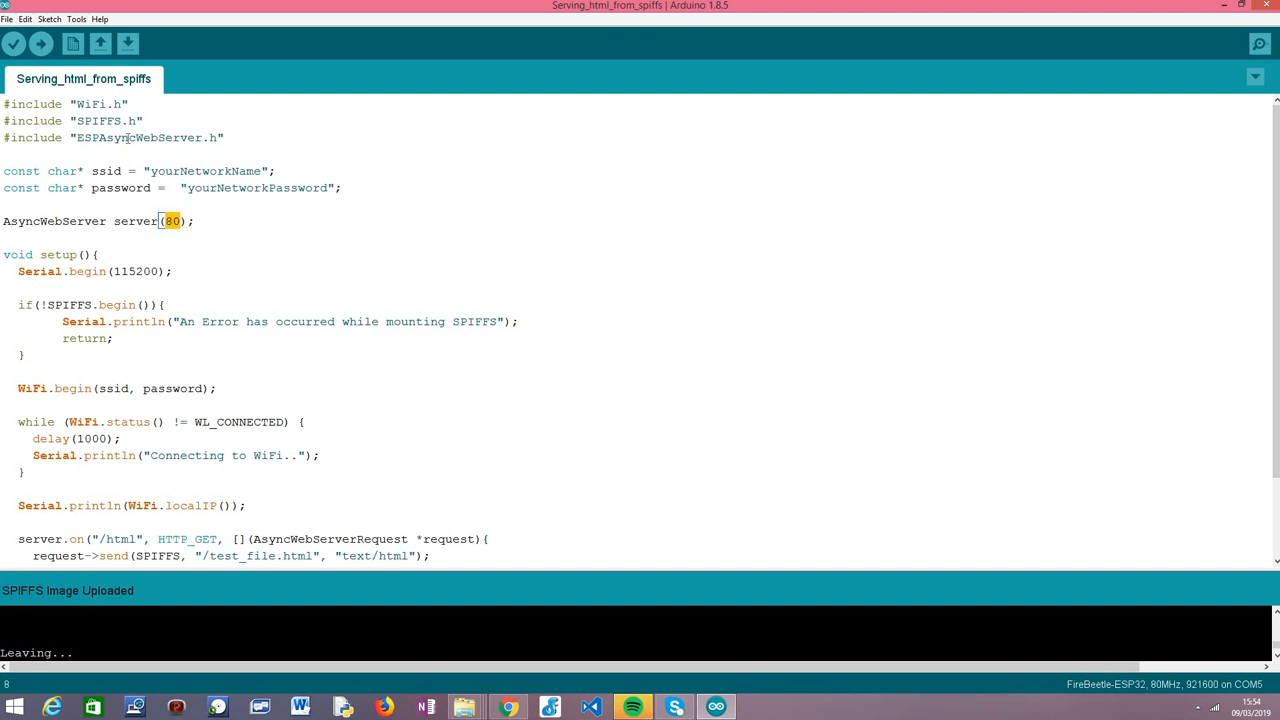 Serving_html_from_spiffs | Arduino 1.8.5
File Edit Sketch Tools Help
Serving_html_from_spiffs
#include "WiFi.h"
#include "SPIFFS.h"
#include "ESPAsyncWebServer.h"
const char* ssid = "yourNetworkName";
const char* password =  "yourNetworkPassword";
AsyncWebServer server(80);
void setup(){
Serial.begin(115200);
if(!SPIFFS.begin()){
Serial.println("An Error has occurred while mounting SPIFFS");
return;
}
WiFi.begin(ssid, password);
while (WiFi.status() != WL_CONNECTED) {
delay(1000);
Serial.println("Connecting to WiFi..");
}
Serial.println(WiFi.localIP());
server.on("/html", HTTP_GET, [](AsyncWebServerRequest *request){
request->send(SPIFFS, "/test_file.html", "text/html");
SPIFFS Image Uploaded
Leaving...
8
FireBeetle-ESP32, 80MHz, 921600 on COM5
15:54
09/03/2019